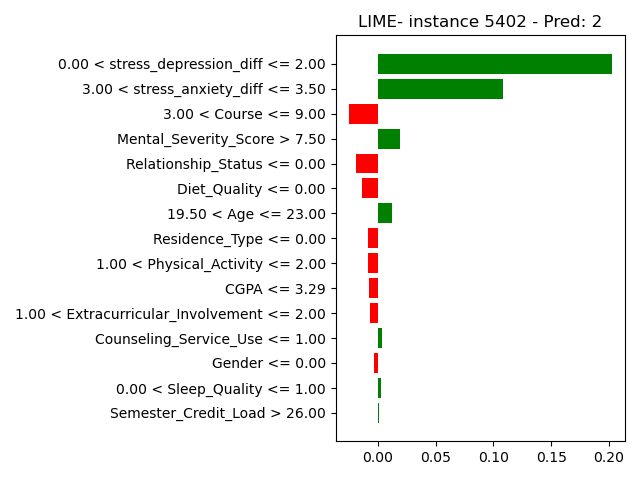 LIME- instance 5402 - Pred: 2
0.00 < stress_depression_diff <= 2.00
3.00 < stress_anxiety_diff <= 3.50
3.00 < Course <= 9.00
Mental_Severity_Score > 7.50
Relationship_Status <= 0.00
Diet_Quality <= 0.00
19.50 < Age <= 23.00
Residence_Type <= 0.00
1.00 < Physical_Activity <= 2.00
CGPA <= 3.29
1.00 < Extracurricular_Involvement <= 2.00
Counseling_Service_Use <= 1.00
Gender <= 0.00
0.00 < Sleep_Quality <= 1.00
Semester_Credit_Load > 26.00
0.00 0.05 0.10 0.15 0.20